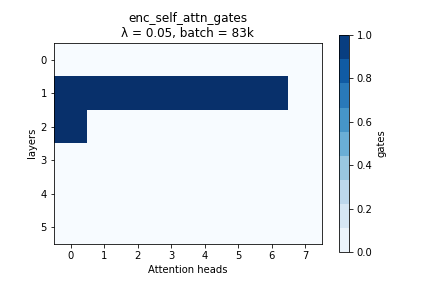 enc_self_attn_gates
λ = 0.05, batch = 83k
layers
0
1
2
3
4
5
0 1 2 3 4 5 6 7
Attention heads
1.0
0.8
0.6
0.4
0.2
0.0
gates